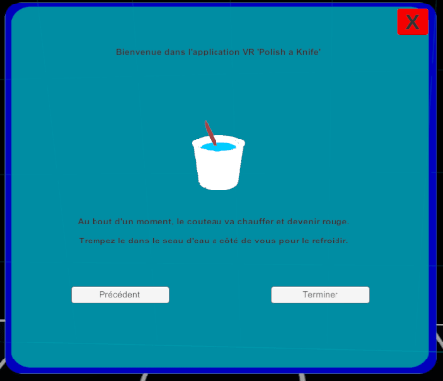 X
Bienvenue dans l'application VR 'Polish a Knife'
Au bout d'un moment, le couteau va chauffer et devenir rouge.
Trempez le dans le seau d'eau à côté de vous pour le refroidir.
Précédent
Terminer